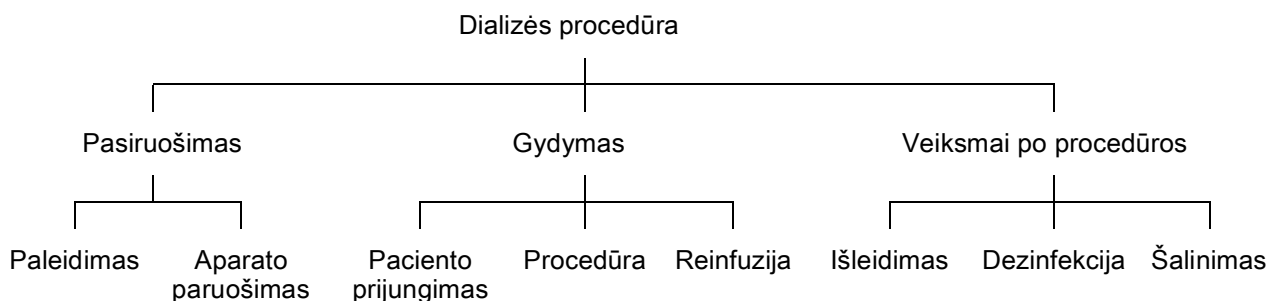 Dializės procedūra
Pasiruošimas
Gydymas
Veiksmai po procedūros
Paleidimas
Aparato
paruošimas
Paciento
prijungimas
Procedūra
Reinfuzija
Išleidimas
Dezinfekcija
Šalinimas